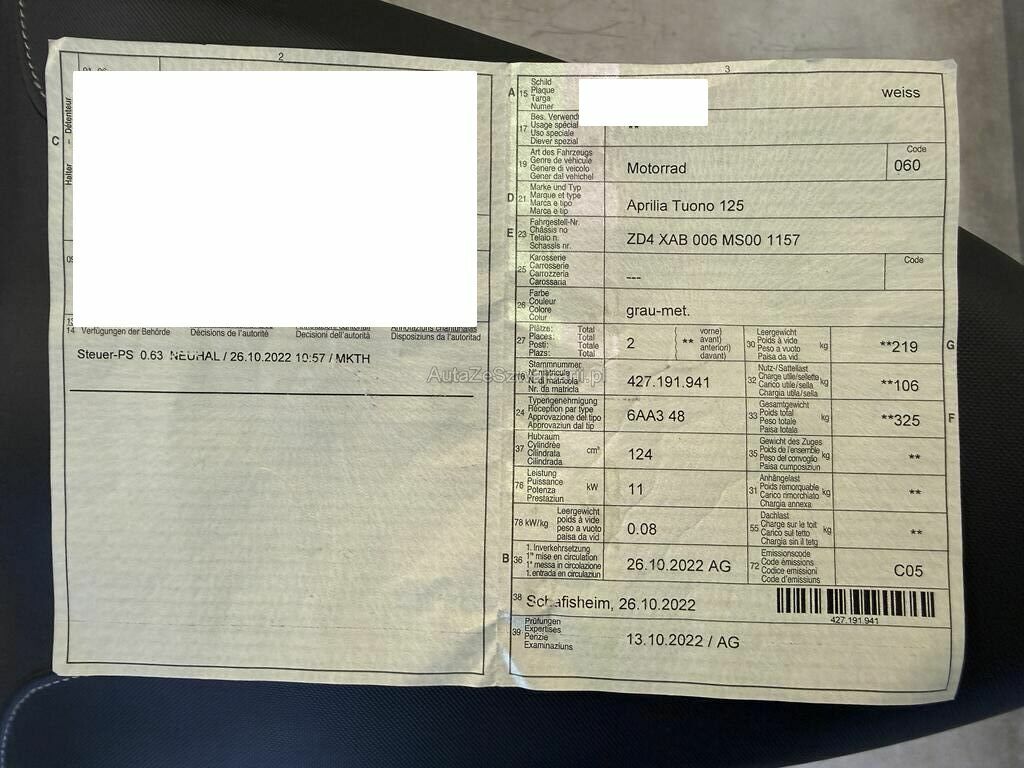 2
Halter - Détenteur
C
14 Verfügungen der Behörde Décisions de l'autorité Decisioni dell'autorità Disposiziuns da l'autoritad
Steuer-PS 0.63 NEUHAL / 26.10.2022 10:57 / MKTH
3
A 15 Schild
Plaque
Targa
Numer
weiss
17 Bes. Verwend
Usage spécial
Uso speciale
Diever spezial
**
19 Art des Fahrzeugs
Genre de véhicule
Genere di veicolo
Gener dal vehichel
Motorrad
Code
060
D 21 Marke und Typ
Marque et type
Marca e tipo
Marca e tip
Aprilia Tuono 125
E 23 Fahrgestell-Nr.
Châssis no
Telaio n.
Schassis nr.
ZD4 XAB 006 MS00 1157
25 Karosserie
Carrosserie
Carrozzeria
Carossaria
---
Code
26 Farbe
Couleur
Colore
Colur
grau-met.
27 Plätze: Total
Places: Total
Posti: Totale
Plazs: Total
2
** vorne)
avant)
anteriori)
davant)
30 Leergewicht
Poids à vide
Peso a vuoto
Paisa da vid
kg
**219
G
Stammnummer
N° matricule
N. di matricola
Nr. da matricla
427.191.941
32 Nutz-/Sattellast
Charge utile/sellette
Carico utile/sella
Chargia utila/sella
kg
**106
24 Typengenehmigung
Réception par type
Approvazione del tipo
Approvaziun dal tip
6AA3 48
33 Gesamtgewicht
Poids total
Peso totale
Paisa totala
kg
**325
F
37 Hubraum
Cylindrée
Cilindrata
Cilindrada
cm³
124
35 Gewicht des Zuges
Poids de l'ensemble
Peso del convoglio
Paisa cumposiziun
kg
**
76 Leistung
Puissance
Potenza
Prestaziun
kW
11
31 Anhängelast
Poids remorquable
Carico rimorchiato
Chargia annexa
kg
**
78 kW/kg Leergewicht
poids à vide
peso a vuoto
paisa da vid
0.08
55 Dachlast
Charge sur le toit
Carico sul tetto
Chargia sin il tetg
kg
**
B 36 1. Inverkehrsetzung
1re mise en circulation
1a messa in circolazione
1. entrada en circulaziun
26.10.2022 AG
72 Emissionscode
Code émissions
Codice emissioni
Code d'emissiuns
C05
38 Schafisheim, 26.10.2022
427.191.941
39 Prüfungen
Expertises
Perizie
Examinaziuns
13.10.2022 / AG